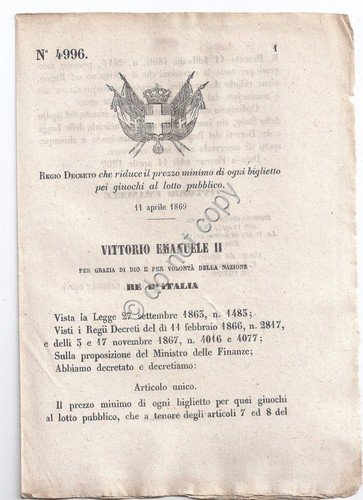 N° 4996.
1
REGIO DECRETO che riduce il prezzo minimo di ogni biglietto
pei giuochi al lotto pubblico.
11 aprile 1869
VITTORIO EMANUELE II
PER GRAZIA DI DIO E PER VOLONTÀ DELLA NAZIONE
RE D'ITALIA
Vista la Legge 27 settembre 1863, n. 1483;
Visti i Regii Decreti del dì 11 febbraio 1866, n. 2817,
e delli 3 e 17 novembre 1867, n. 4016 e 4077;
Sulla proposizione del Ministro delle Finanze;
Abbiamo decretato e decretiamo:
Articolo unico.
Il prezzo minimo di ogni biglietto per quei giuochi
al lotto pubblico, che a tenore degli articoli 7 ed 8 del
do not copy